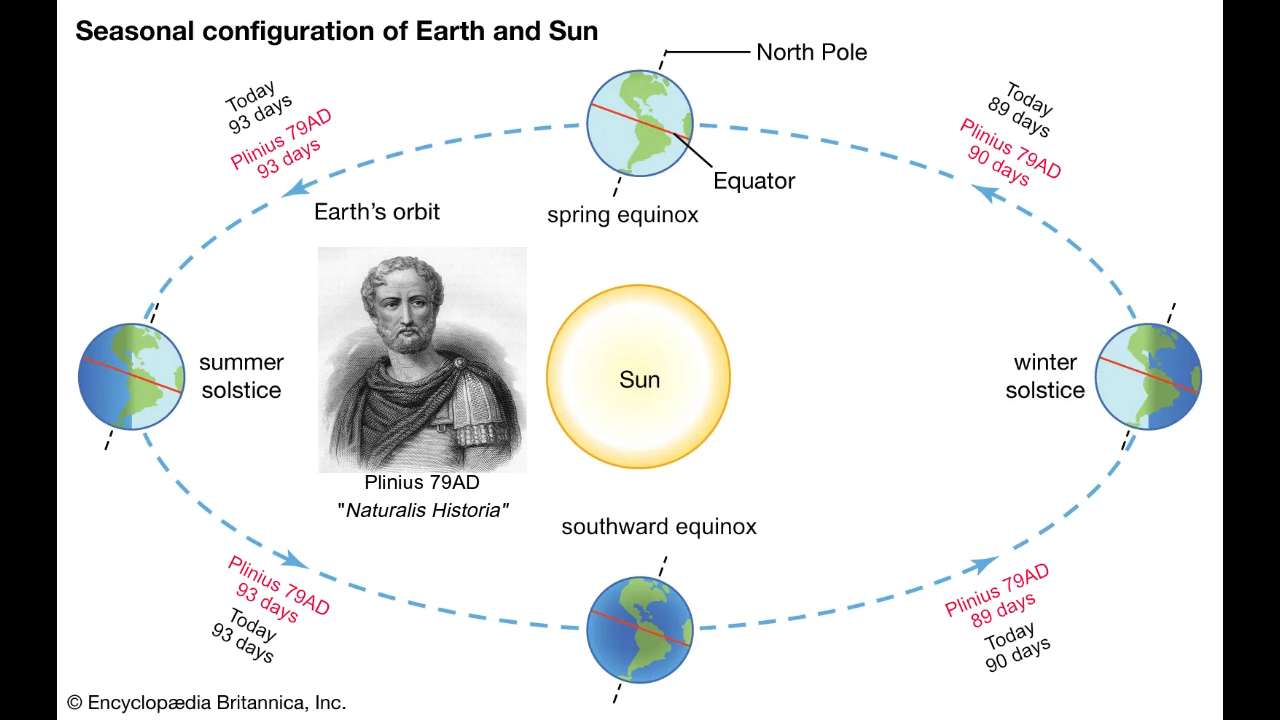 Seasonal configuration of Earth and Sun
North Pole
Today
93 days
Plinius 79AD
93 days
Today
89 days
Plinius 79AD
90 days
Equator
Earth's orbit
spring equinox
summer
solstice
Sun
winter
solstice
Plinius 79AD
"Naturalis Historia"
southward equinox
Plinius 79AD
93 days
Today
93 days
Plinius 79AD
89 days
Today
90 days
© Encyclopædia Britannica, Inc.